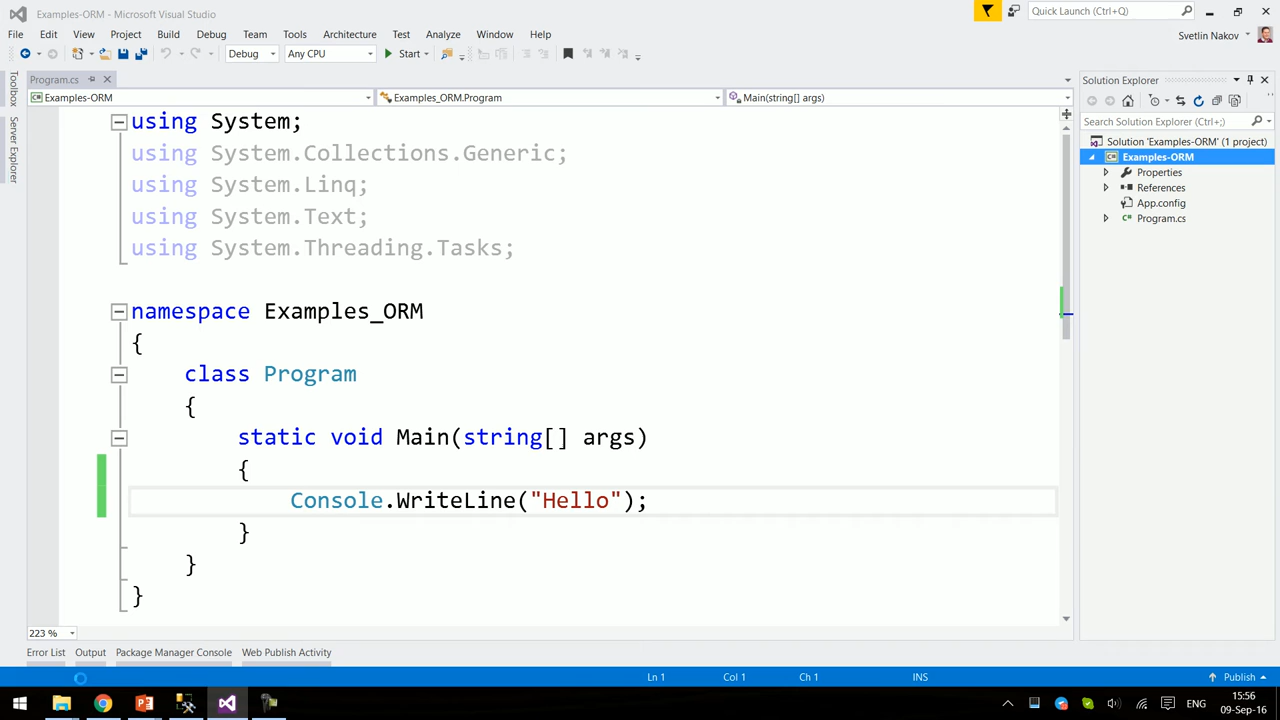 Examples-ORM - Microsoft Visual Studio
Quick Launch (Ctrl+Q)
File Edit View Project Build Debug Team Tools Architecture Test Analyze Window Help
Svetlin Nakov
Debug Any CPU Start
Toolbox
Server Explorer
Program.cs
Examples-ORM Examples_ORM.Program Main(string[] args)
using System;
using System.Collections.Generic;
using System.Linq;
using System.Text;
using System.Threading.Tasks;
namespace Examples_ORM
{
class Program
{
static void Main(string[] args)
{
Console.WriteLine("Hello");
}
}
}
Solution Explorer
Search Solution Explorer (Ctrl+;)
Solution 'Examples-ORM' (1 project)
Examples-ORM
Properties
References
App.config
Program.cs
223 %
Error List Output Package Manager Console Web Publish Activity
Ln 1 Col 1 Ch 1 INS Publish
ENG
15:56
09-Sep-16